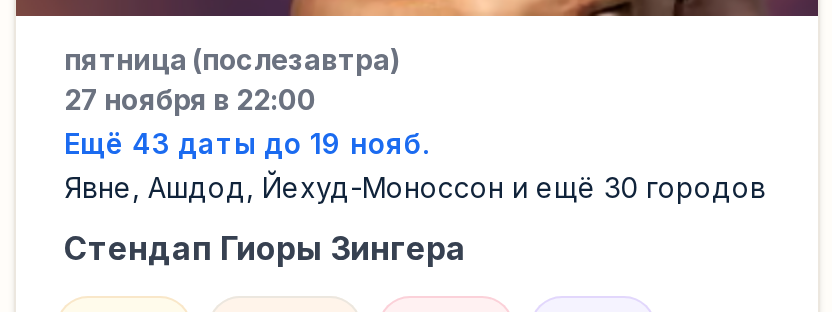 пятница (послезавтра)
27 ноября в 22:00
Ещё 43 даты до 19 нояб.
Явне, Ашдод, Йехуд-Моноссон и ещё 30 городов
Стендап Гиоры Зингера